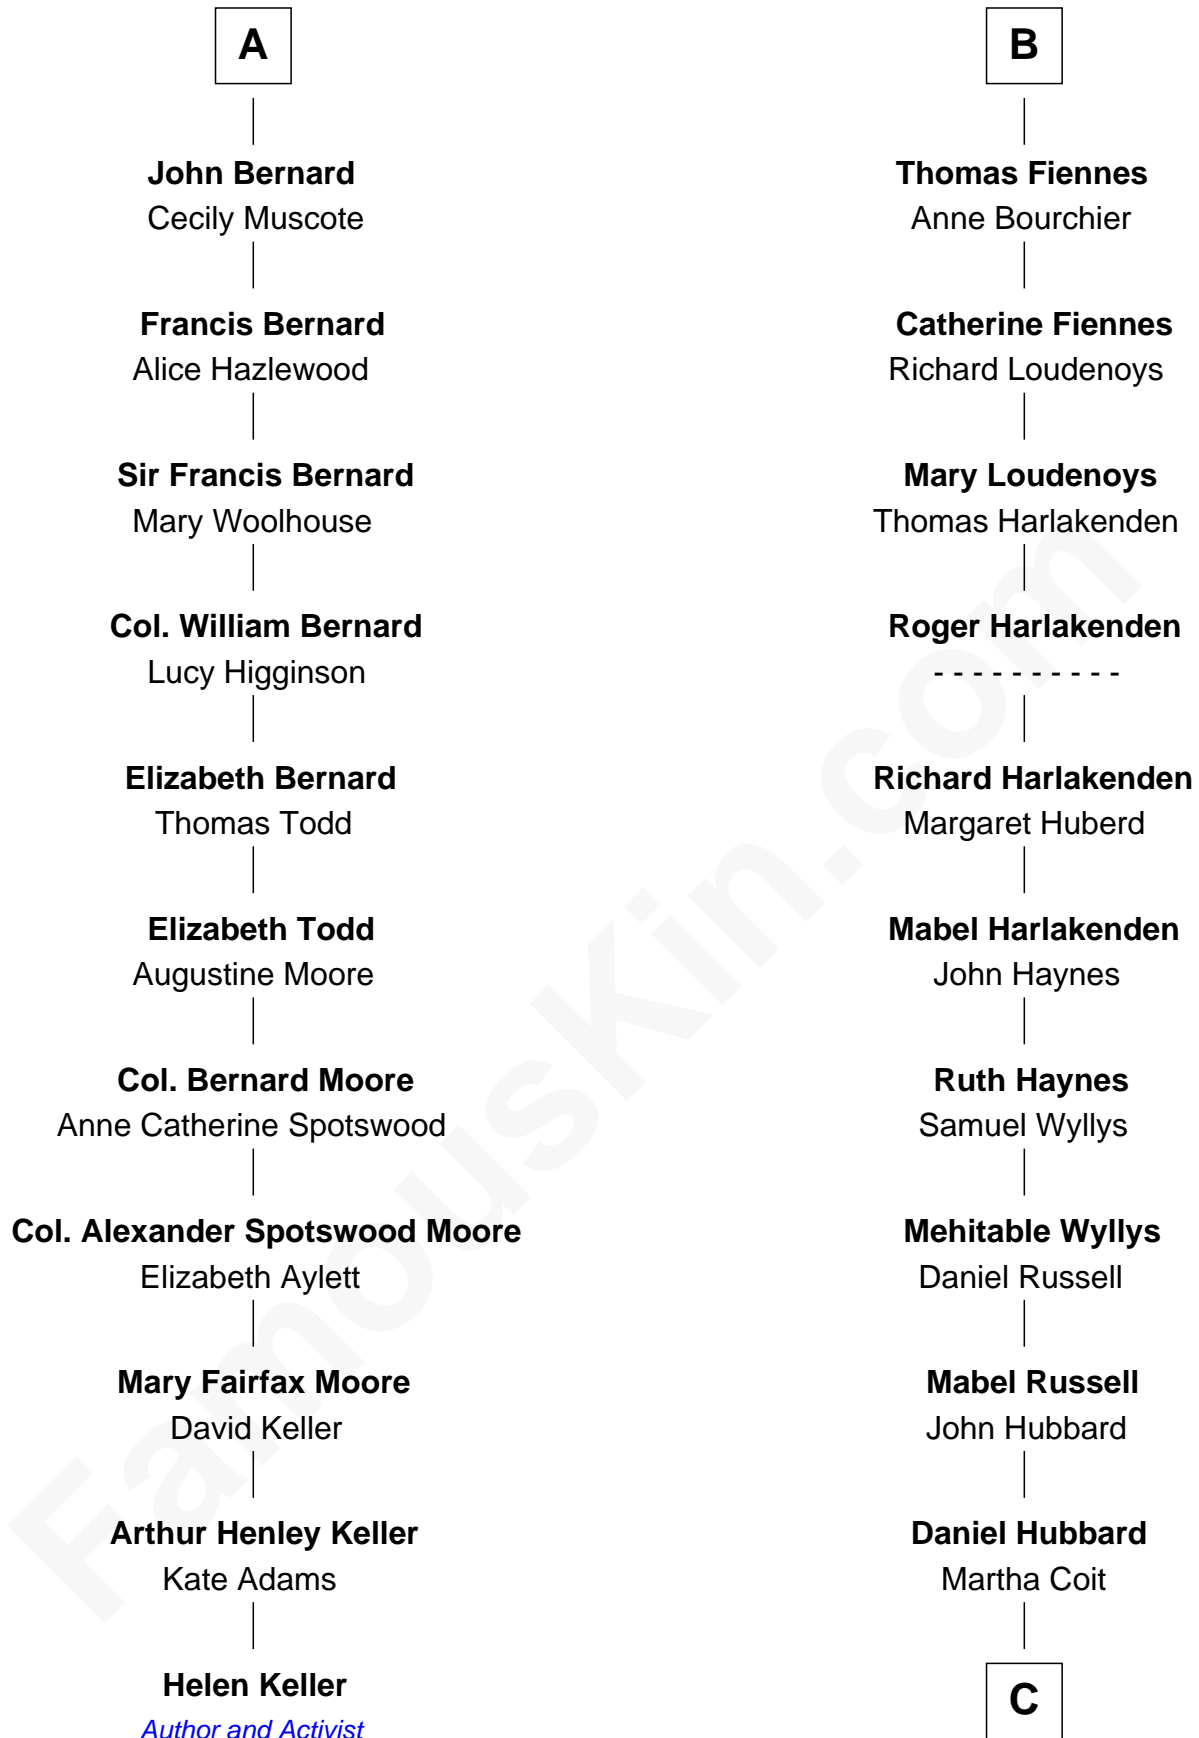 A
John Bernard
Cecily Muscote
Francis Bernard
Alice Hazlewood
Sir Francis Bernard
Mary Woolhouse
Col. William Bernard
Lucy Higginson
Elizabeth Bernard
Thomas Todd
Elizabeth Todd
Augustine Moore
Col. Bernard Moore
Anne Catherine Spotswood
Col. Alexander Spotswood Moore
Elizabeth Aylett
Mary Fairfax Moore
David Keller
Arthur Henley Keller
Kate Adams
Helen Keller
Author and Activist
B
Thomas Fiennes
Anne Bourchier
Catherine Fiennes
Richard Loudenoys
Mary Loudenoys
Thomas Harlakenden
Roger Harlakenden
- - - - - - - - - -
Richard Harlakenden
Margaret Huberd
Mabel Harlakenden
John Haynes
Ruth Haynes
Samuel Wyllys
Mehitable Wyllys
Daniel Russell
Mabel Russell
John Hubbard
Daniel Hubbard
Martha Coit
C
FamousKin.com